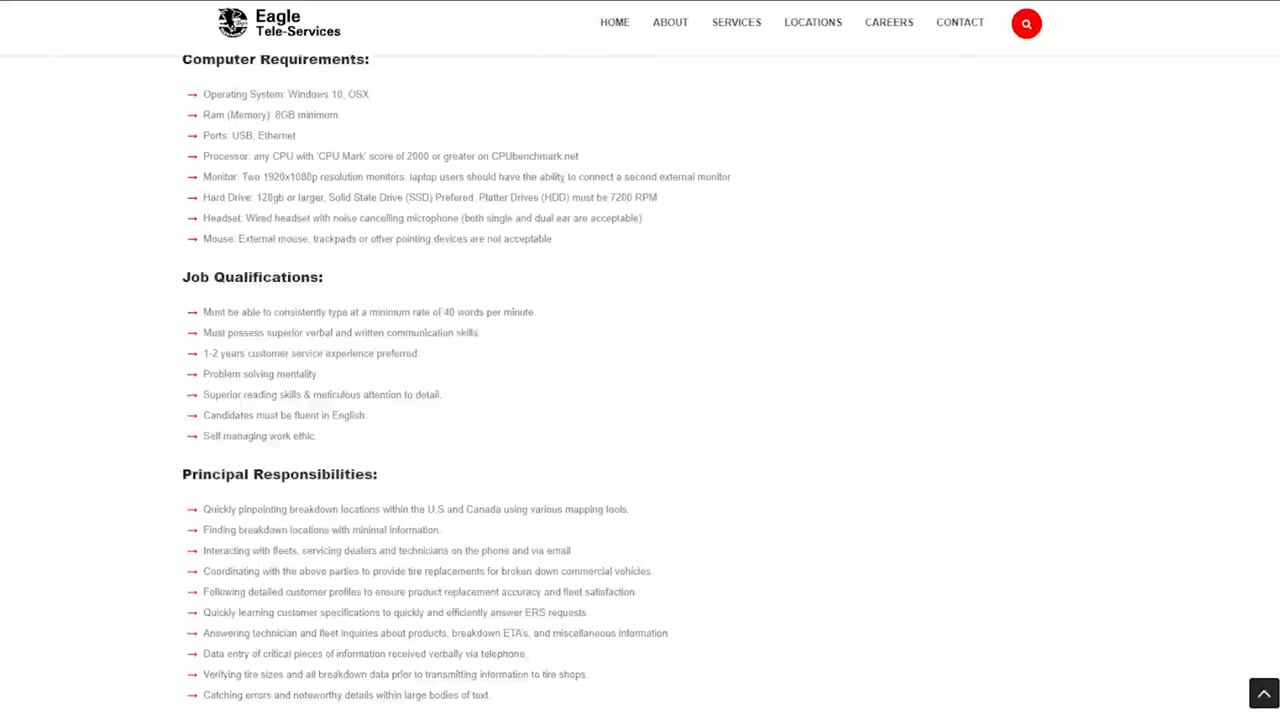 Eagle
Tele-Services
HOME ABOUT SERVICES LOCATIONS CAREERS CONTACT
Computer Requirements:
Operating System: Windows 10, OSX
Ram (Memory): 8GB minimum.
Ports: USB, Ethernet
Processor: any CPU with 'CPU Mark' score of 2000 or greater on CPUbenchmark.net
Monitor: Two 1920x1080p resolution monitors, laptop users should have the ability to connect a second external monitor
Hard Drive: 128gb or larger, Solid State Drive (SSD) Prefered. Platter Drives (HDD) must be 7200 RPM
Headset: Wired headset with noise cancelling microphone (both single and dual ear are acceptable)
Mouse: External mouse, trackpads or other pointing devices are not acceptable
Job Qualifications:
Must be able to consistently type at a minimum rate of 40 words per minute
Must possess superior verbal and written communication skills.
1-2 years customer service experience preferred.
Problem solving mentality.
Superior reading skills & meticulous attention to detail.
Candidates must be fluent in English.
Self managing work ethic.
Principal Responsibilities:
Quickly pinpointing breakdown locations within the U.S and Canada using various mapping tools.
Finding breakdown locations with minimal information.
Interacting with fleets, servicing dealers and technicians on the phone and via email
Coordinating with the above parties to provide tire replacements for broken down commercial vehicles.
Following detailed customer profiles to ensure product replacement accuracy and fleet satisfaction
Quickly learning customer specifications to quickly and efficiently answer ERS requests.
Answering technician and fleet inquiries about products, breakdown ETA's, and miscellaneous information
Data entry of critical pieces of information received verbally via telephone.
Verifying tire sizes and all breakdown data prior to transmitting information to tire shops.
Catching errors and noteworthy details within large bodies of text.